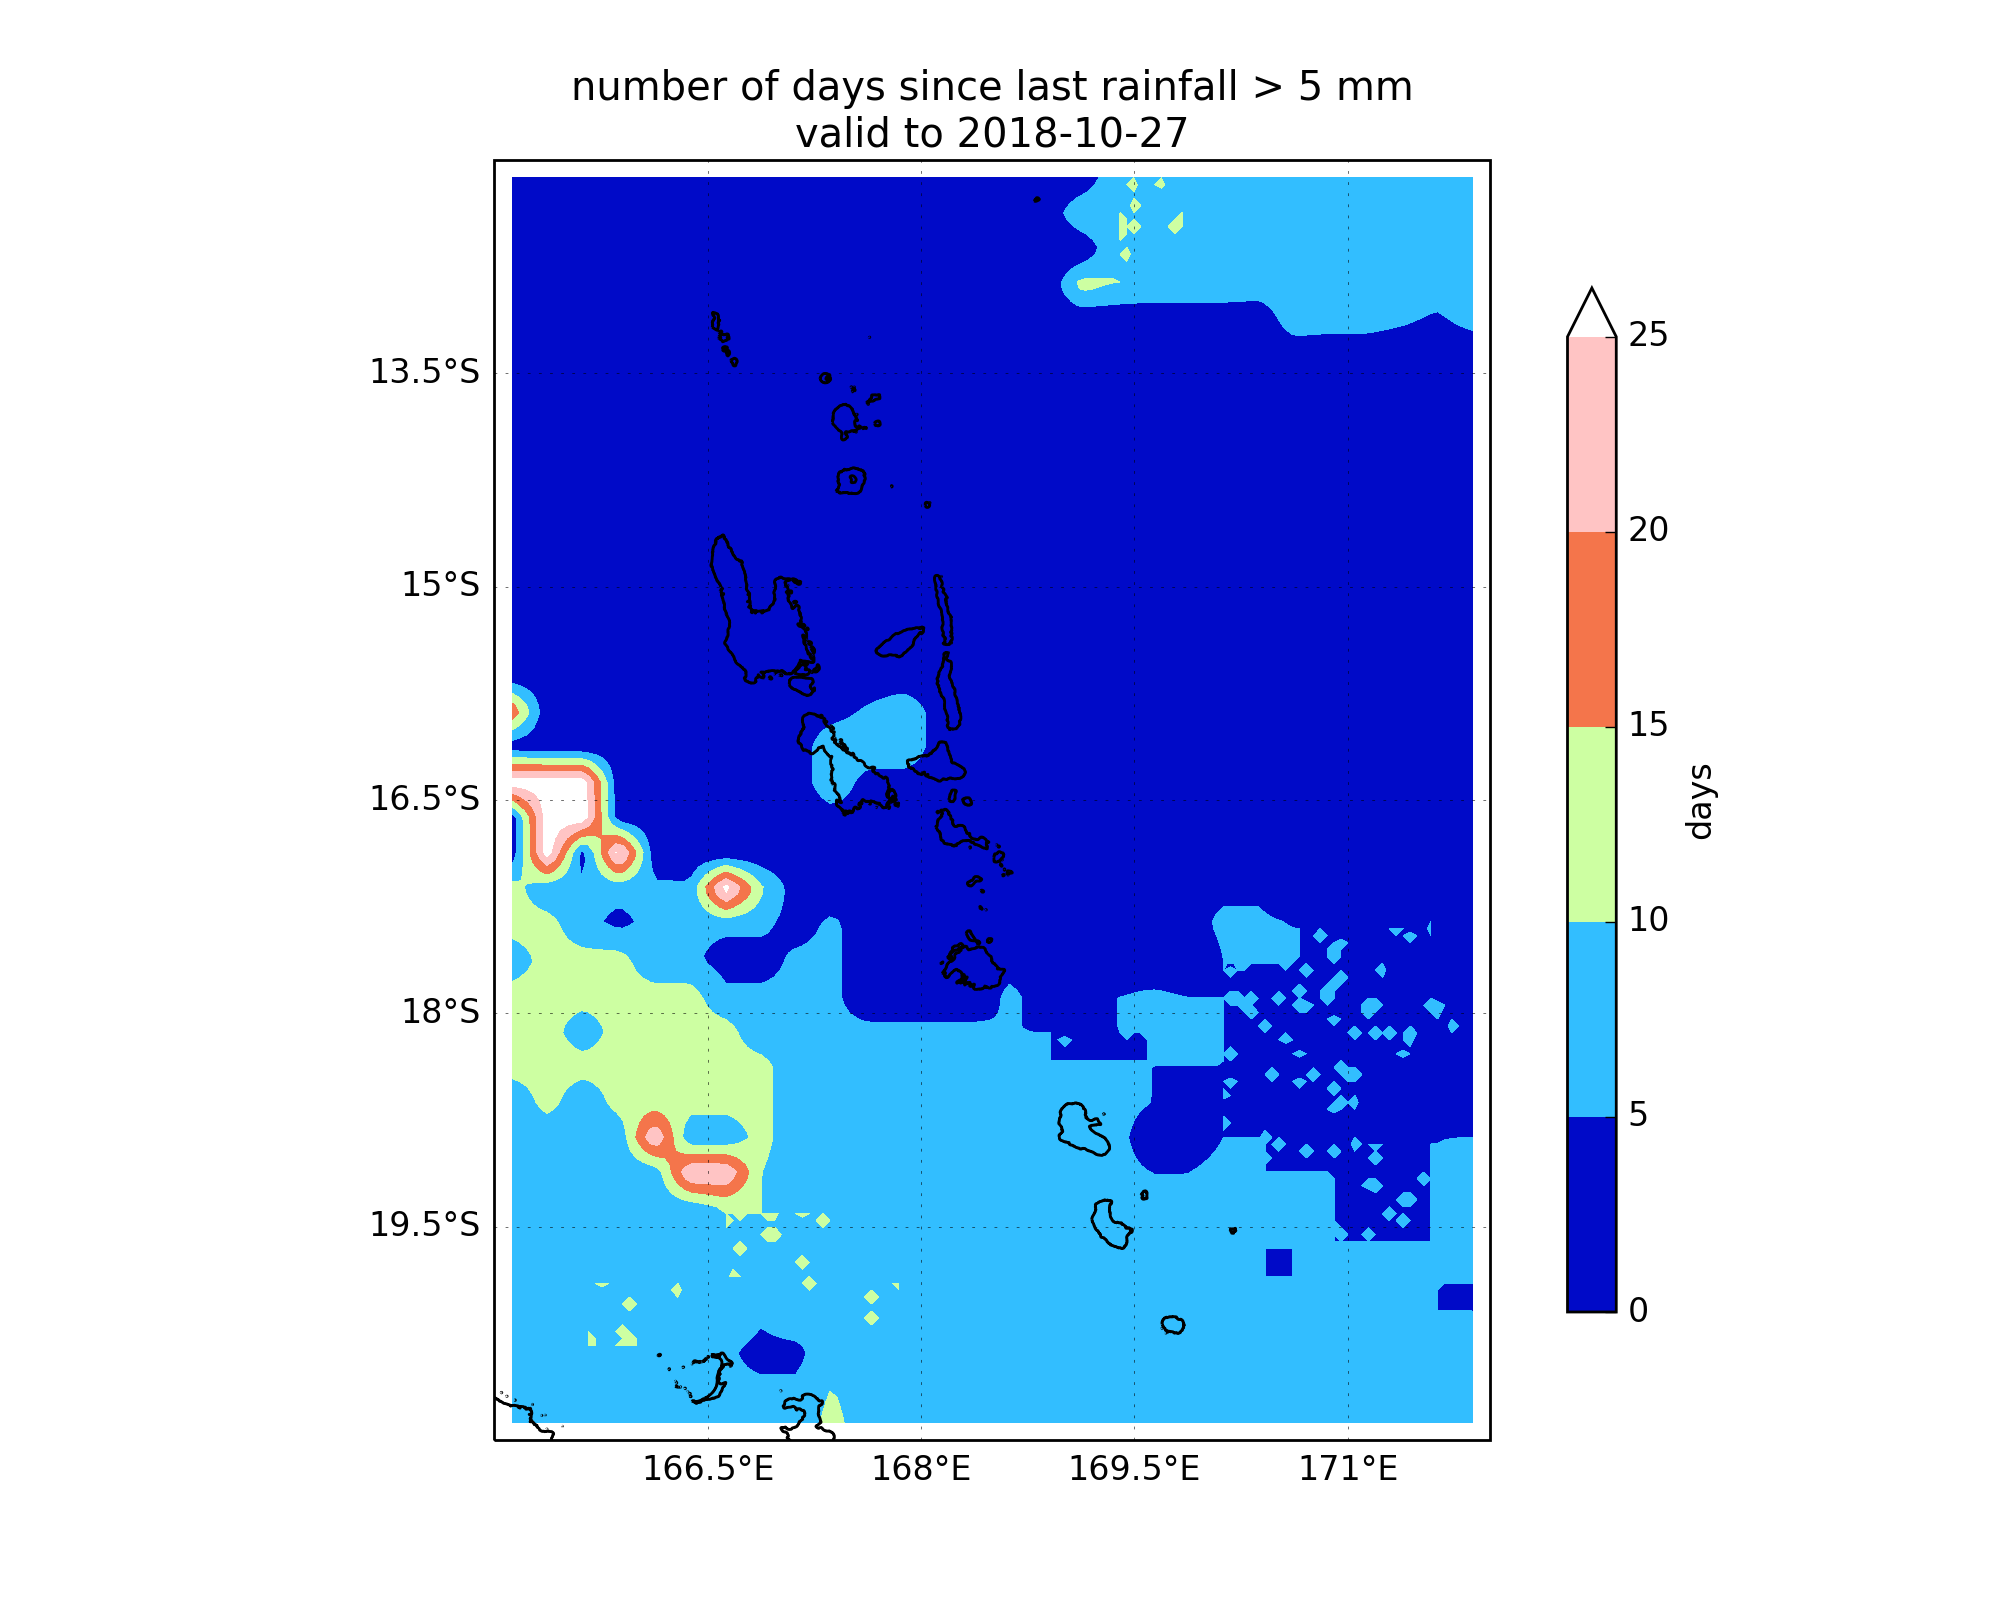 number of days since last rainfall > 5 mm
valid to 2018-10-27
13.5°S
15°S
16.5°S
18°S
19.5°S
166.5°E
168°E
169.5°E
171°E
25
20
15
10
5
0
days